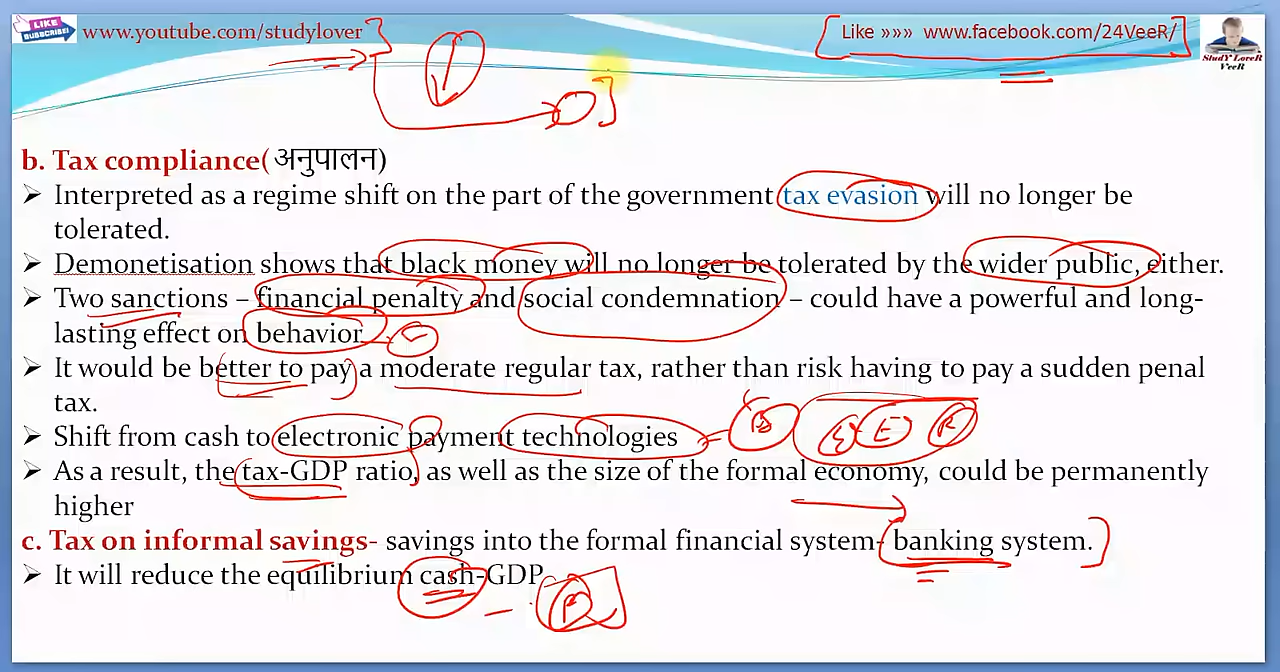 LIKE
SUBSCRIBE!
www.youtube.com/studylover
Like »»» www.facebook.com/24VeeR/
StudY LoveR
VeeR
b. Tax compliance(अनुपालन)
➢ Interpreted as a regime shift on the part of the government tax evasion will no longer be
tolerated.
➢ Demonetisation shows that black money will no longer be tolerated by the wider public, either.
➢ Two sanctions – financial penalty and social condemnation – could have a powerful and long-
lasting effect on behavior
➢ It would be better to pay a moderate regular tax, rather than risk having to pay a sudden penal
tax.
➢ Shift from cash to electronic payment technologies
➢ As a result, the tax-GDP ratio, as well as the size of the formal economy, could be permanently
higher
c. Tax on informal savings- savings into the formal financial system- banking system.
➢ It will reduce the equilibrium cash-GDP